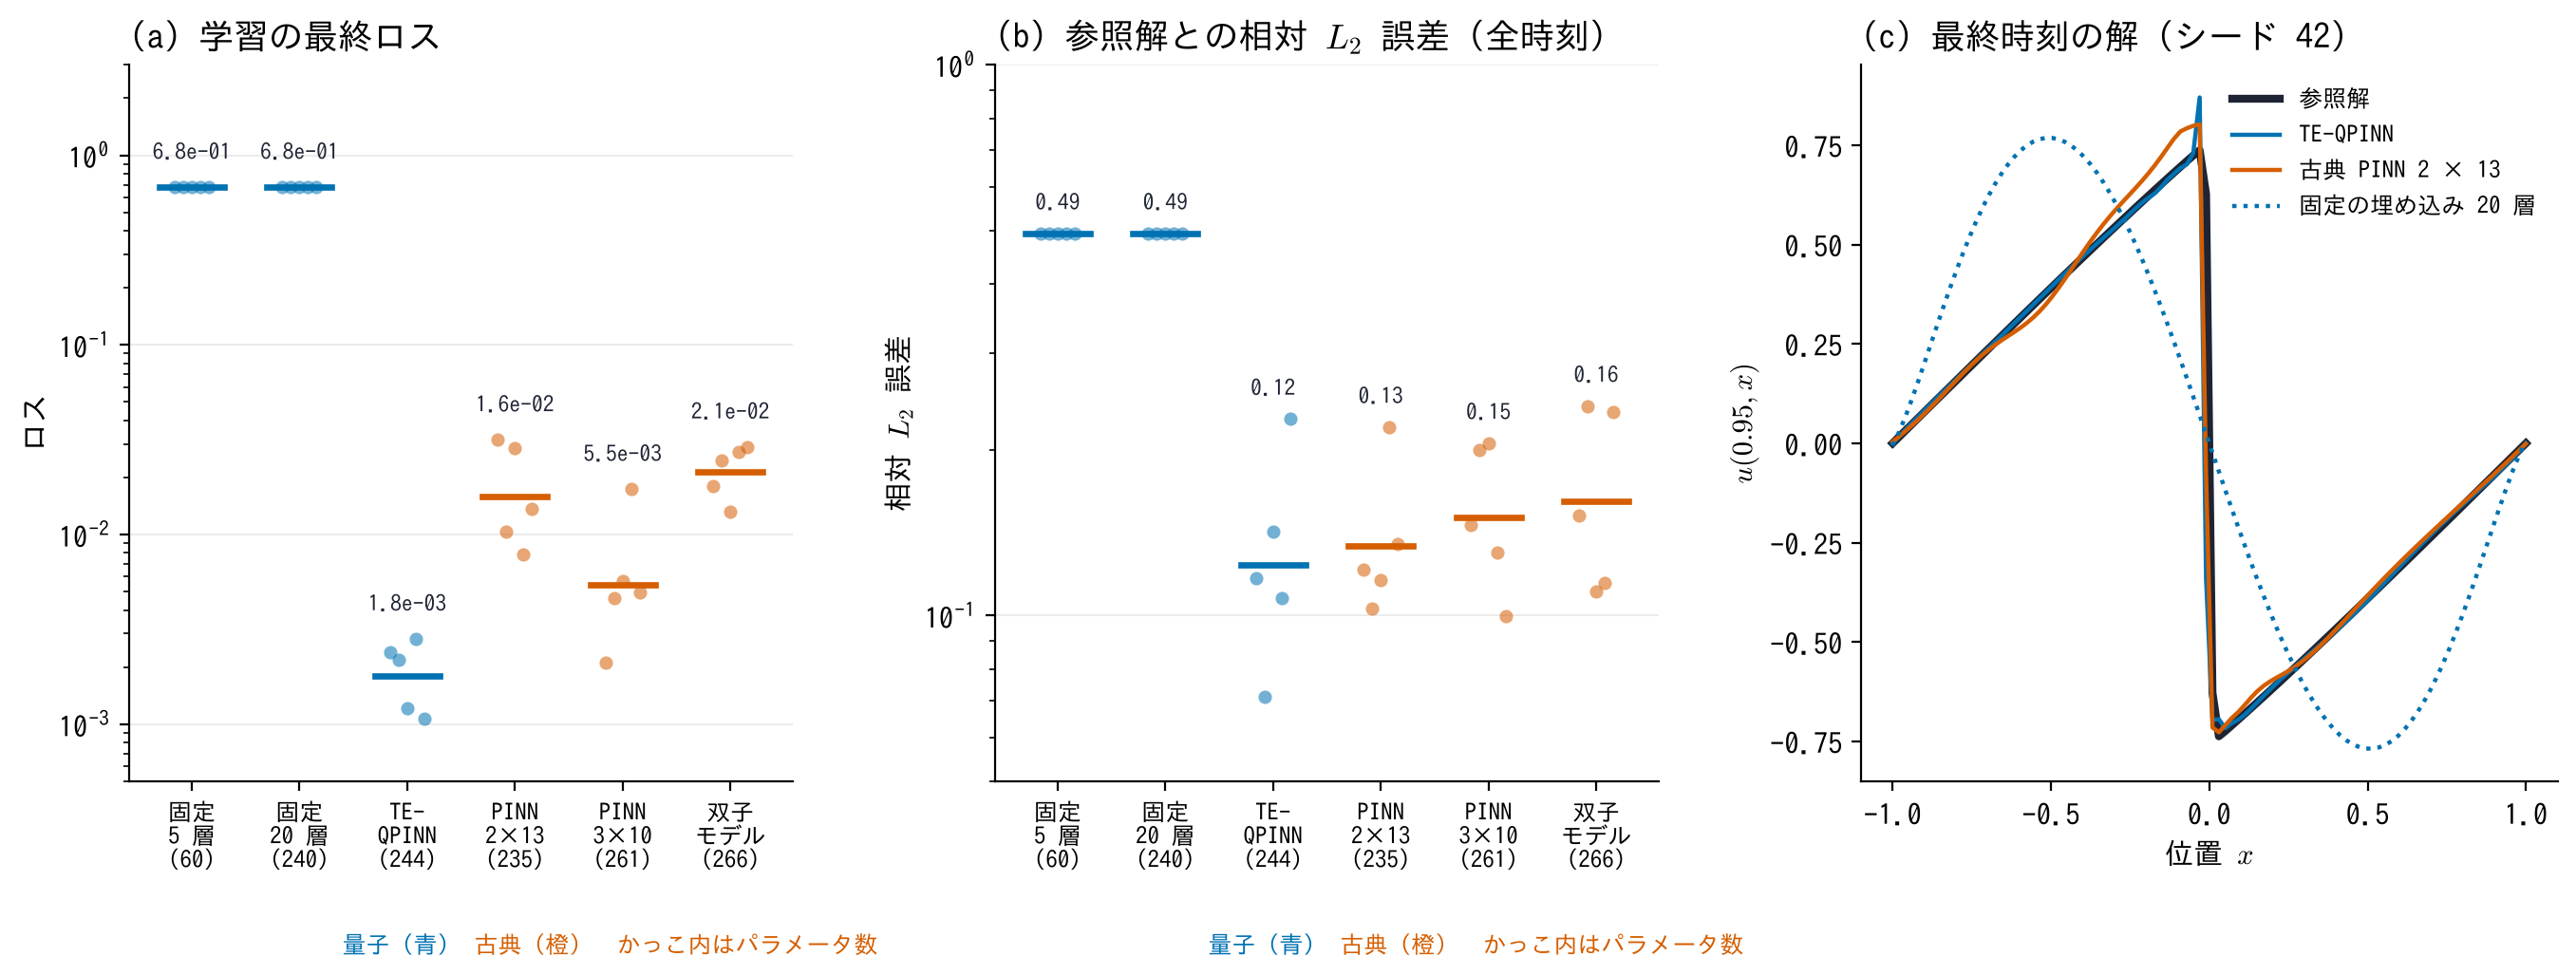 (a) 学習の最終ロス
ロス
10^0
10^-1
10^-2
10^-3
6.8e-01
6.8e-01
1.8e-03
1.6e-02
5.5e-03
2.1e-02
固定
5 層
(60)
固定
20 層
(240)
TE-
QPINN
(244)
PINN
2×13
(235)
PINN
3×10
(261)
双子
モデル
(266)
量子（青） 古典（橙） かっこ内はパラメータ数
(b) 参照解との相対 L_2 誤差（全時刻）
相対 L_2 誤差
10^0
10^-1
0.49
0.49
0.12
0.13
0.15
0.16
固定
5 層
(60)
固定
20 層
(240)
TE-
QPINN
(244)
PINN
2×13
(235)
PINN
3×10
(261)
双子
モデル
(266)
量子（青） 古典（橙） かっこ内はパラメータ数
(c) 最終時刻の解（シード 42）
u(0.95, x)
0.75
0.50
0.25
0.00
-0.25
-0.50
-0.75
参照解
TE-QPINN
古典 PINN 2 × 13
固定の埋め込み 20 層
-1.0
-0.5
0.0
0.5
1.0
位置 x